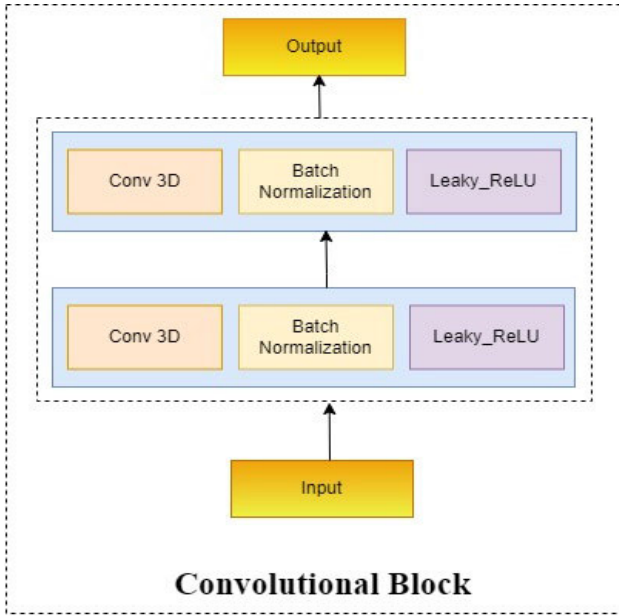 Output
Conv 3D
Batch
Normalization
Leaky_ReLU
Conv 3D
Batch
Normalization
Leaky_ReLU
Input
Convolutional Block